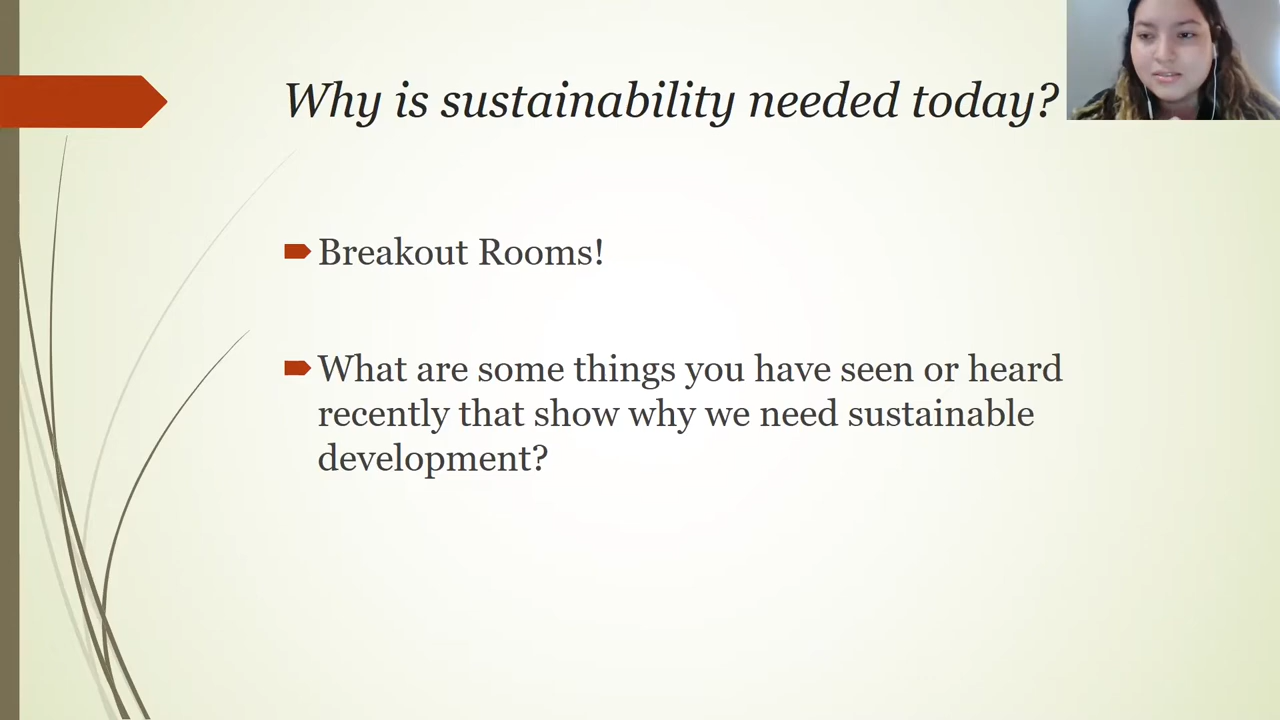 Why is sustainability needed today?
Breakout Rooms!
What are some things you have seen or heard
recently that show why we need sustainable
development?